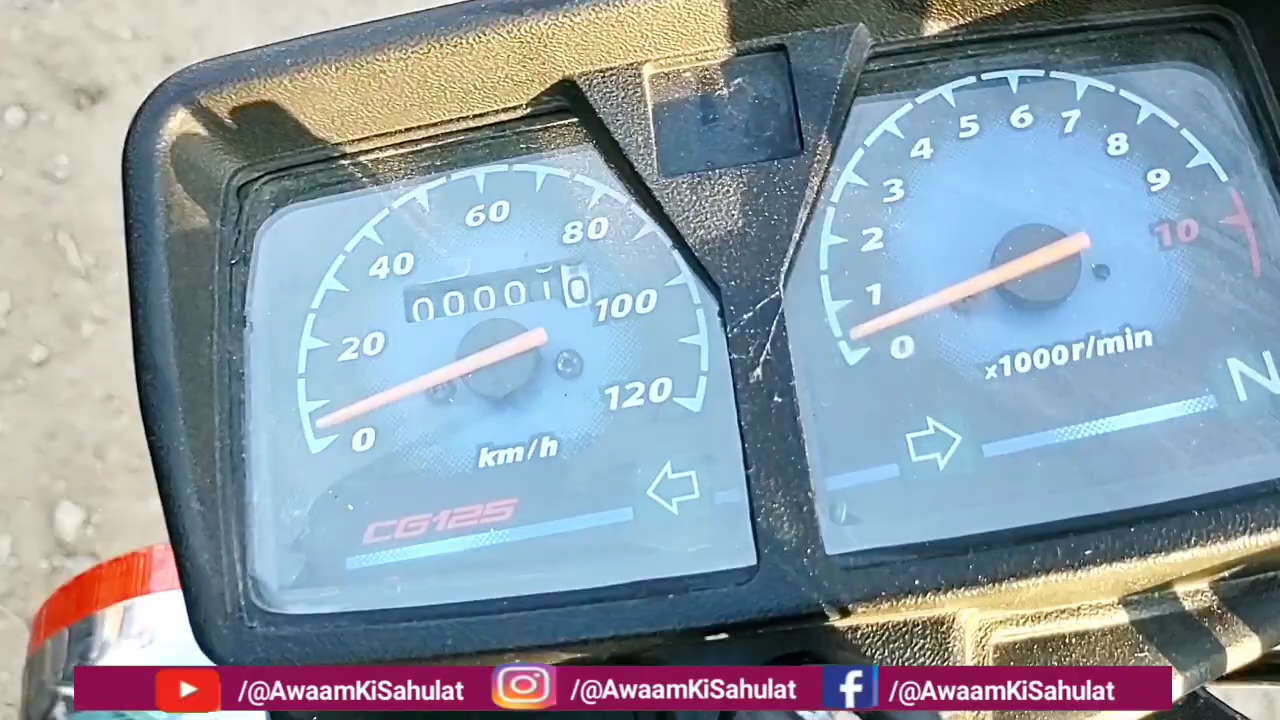 0 20 40 60 80 100 120
000010
km/h
CG125
0 1 2 3 4 5 6 7 8 9 10
x1000r/min
N
/@AwaamKiSahulat /@AwaamKiSahulat /@AwaamKiSahulat